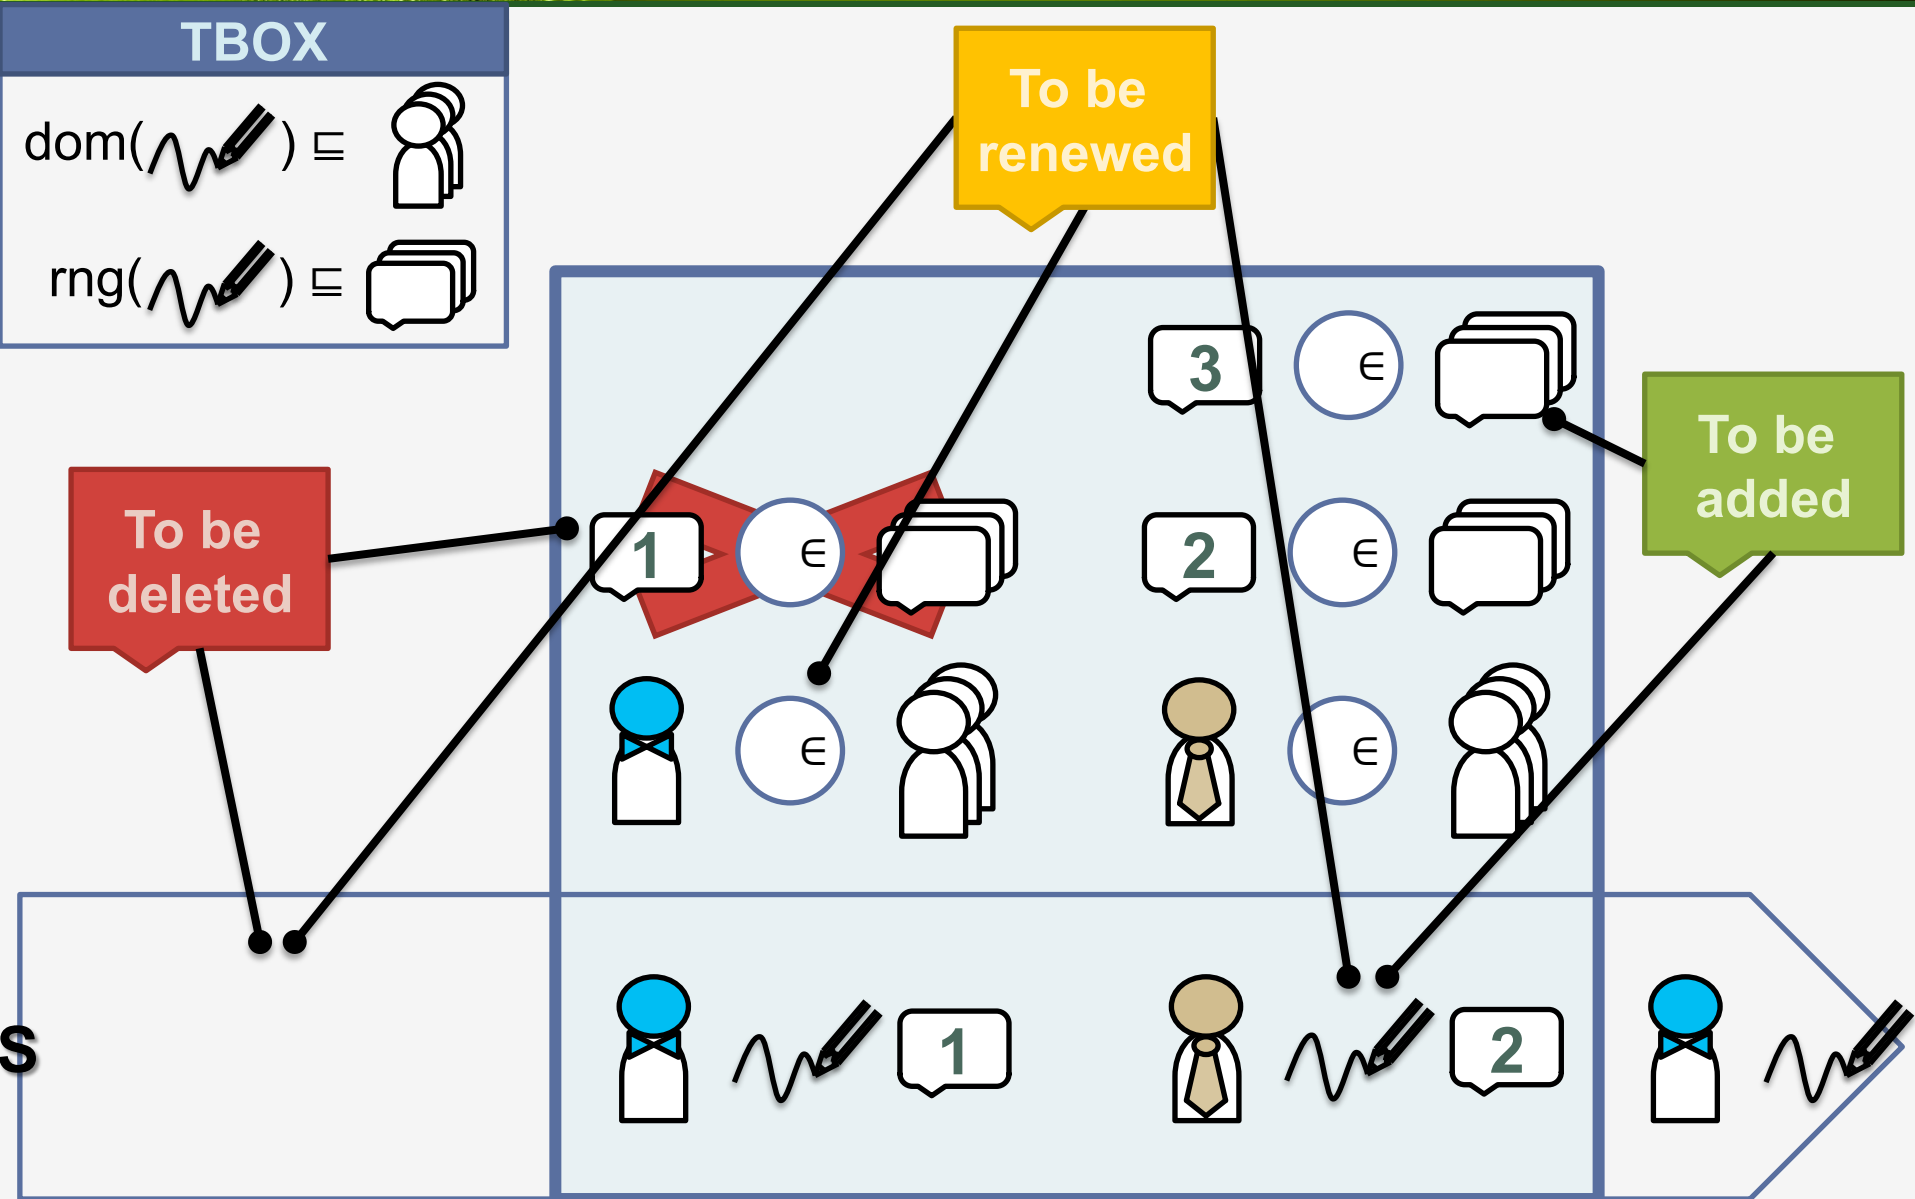 TBOX
dom( ) ⊑
rng( ) ⊑
To be
renewed
3 ∈
To be
added
To be
deleted
1 ∈
2 ∈
∈
∈
s
1
2